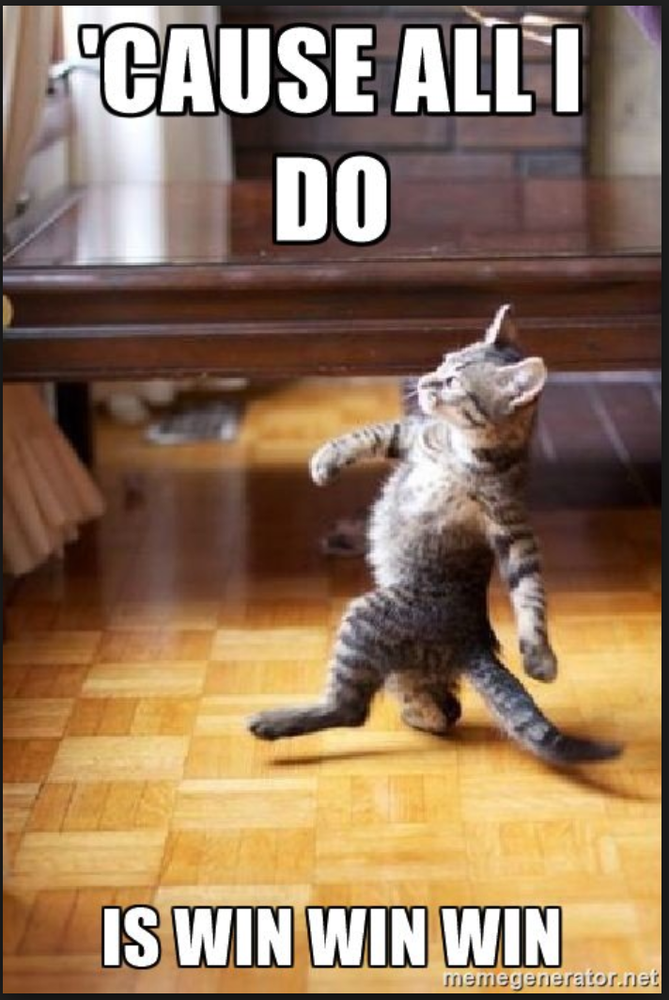 'CAUSE ALL I
DO
IS WIN WIN WIN
memegenerator.net